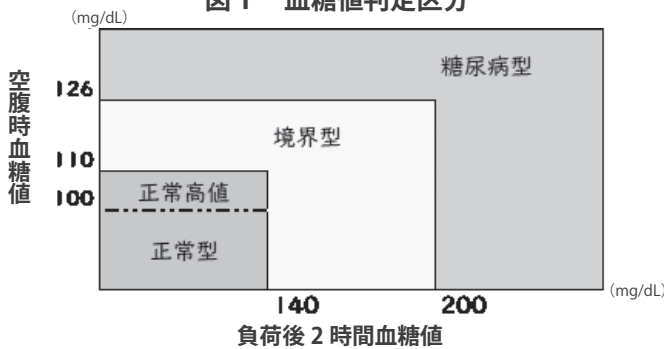 図1 血糖値判定区分
(mg/dL)
空腹時血糖値
126
110
100
糖尿病型
境界型
正常高値
正常型
140
200
(mg/dL)
負荷後2時間血糖値